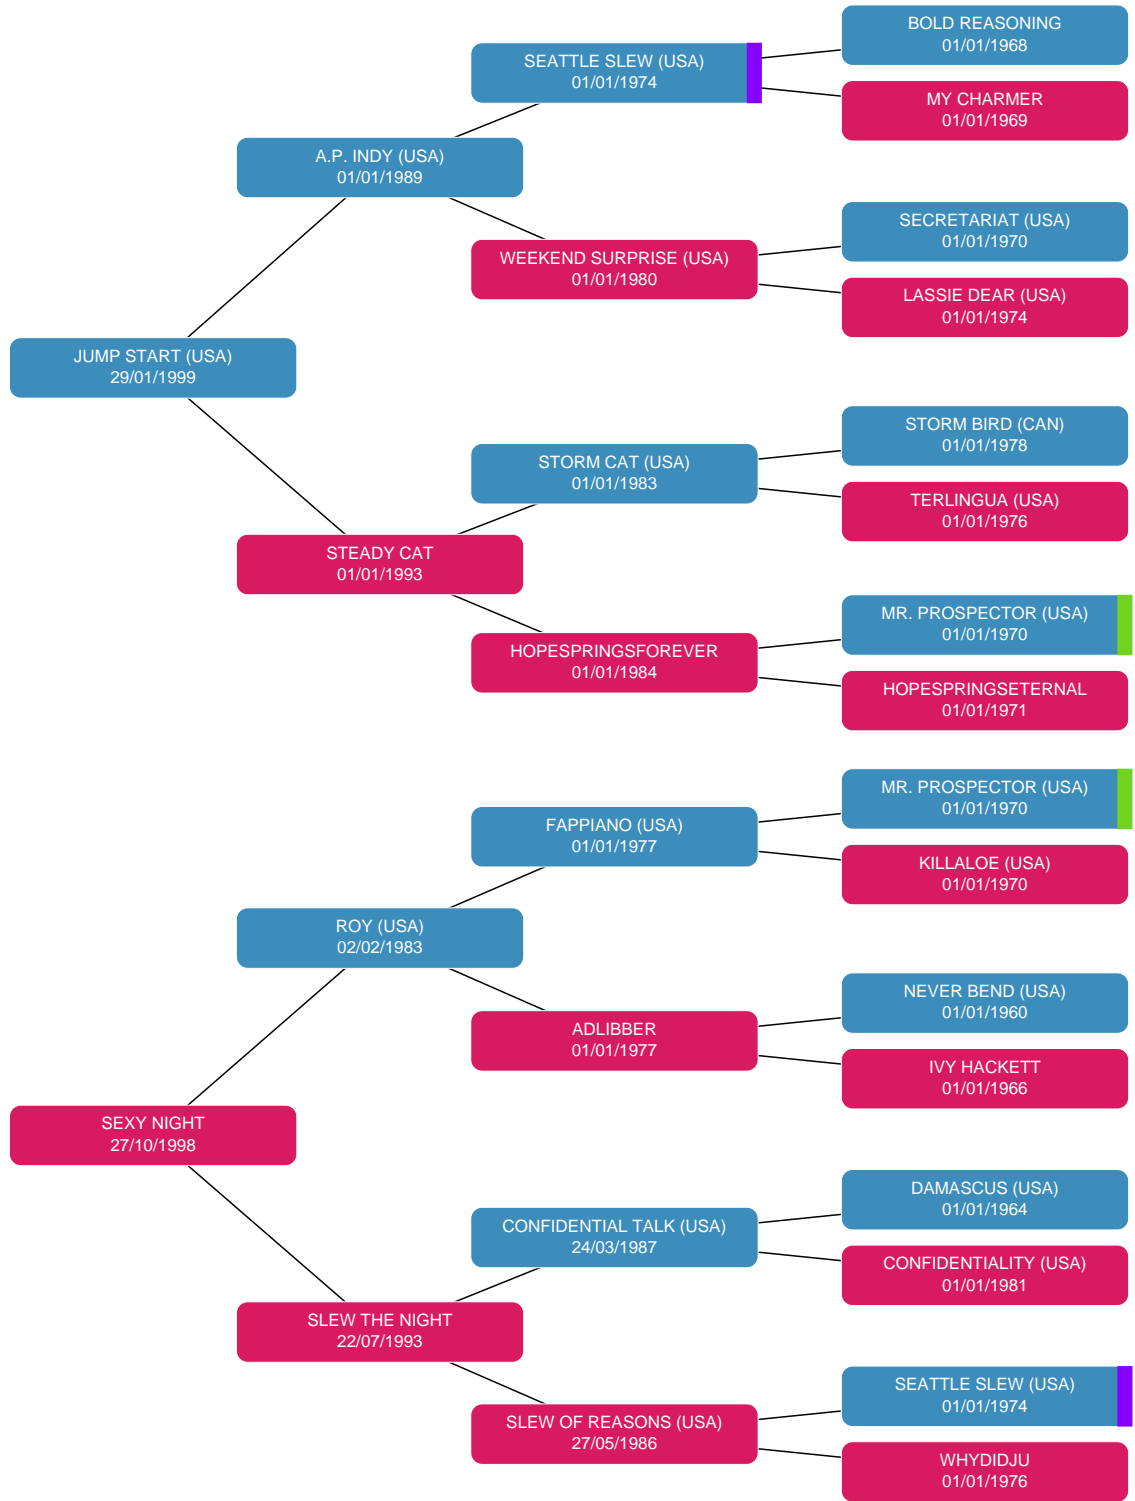 BOLD REASONING
01/01/1968
SEATTLE SLEW (USA)
01/01/1974
MY CHARMER
01/01/1969
A.P. INDY (USA)
01/01/1989
SECRETARIAT (USA)
01/01/1970
WEEKEND SURPRISE (USA)
01/01/1980
LASSIE DEAR (USA)
01/01/1974
JUMP START (USA)
29/01/1999
STORM BIRD (CAN)
01/01/1978
STORM CAT (USA)
01/01/1983
TERLINGUA (USA)
01/01/1976
STEADY CAT
01/01/1993
MR. PROSPECTOR (USA)
01/01/1970
HOPESPRINGSFOREVER
01/01/1984
HOPESPRINGSETERNAL
01/01/1971
MR. PROSPECTOR (USA)
01/01/1970
FAPPIANO (USA)
01/01/1977
KILLALOE (USA)
01/01/1970
ROY (USA)
02/02/1983
NEVER BEND (USA)
01/01/1960
ADLIBBER
01/01/1977
IVY HACKETT
01/01/1966
SEXY NIGHT
27/10/1998
DAMASCUS (USA)
01/01/1964
CONFIDENTIAL TALK (USA)
24/03/1987
CONFIDENTIALITY (USA)
01/01/1981
SLEW THE NIGHT
22/07/1993
SEATTLE SLEW (USA)
01/01/1974
SLEW OF REASONS (USA)
27/05/1986
WHYDIDJU
01/01/1976